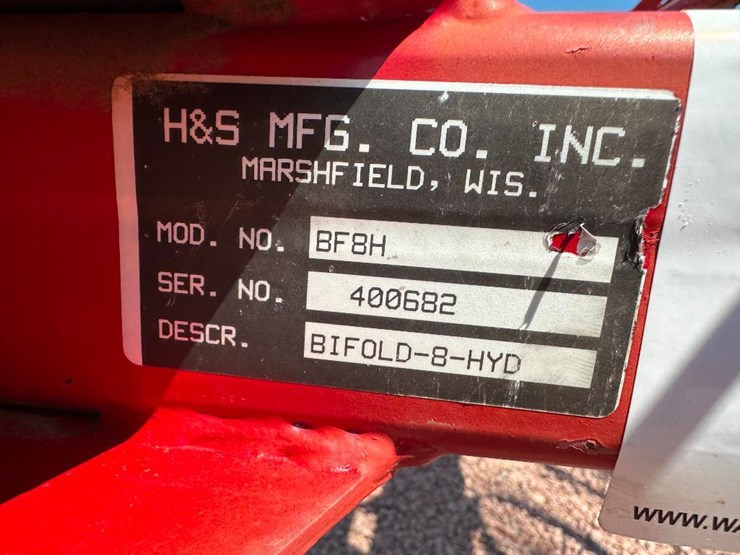 H&S MFG. CO. INC.
MARSHFIELD, WIS.
MOD. NO. BF8H
SER. NO. 400682
DESCR. BIFOLD-8-HYD